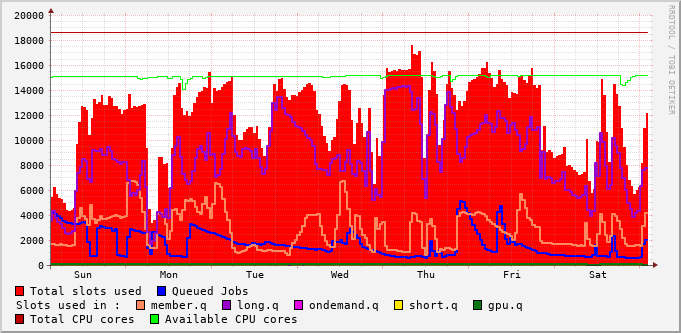 20000
18000
16000
14000
12000
10000
8000
6000
4000
2000
0
Sun Mon Tue Wed Thu Fri Sat
RRDTOOL / TOBI OETIKER
Total slots used Queued Jobs
Slots used in : member.q long.q ondemand.q short.q gpu.q
Total CPU cores Available CPU cores